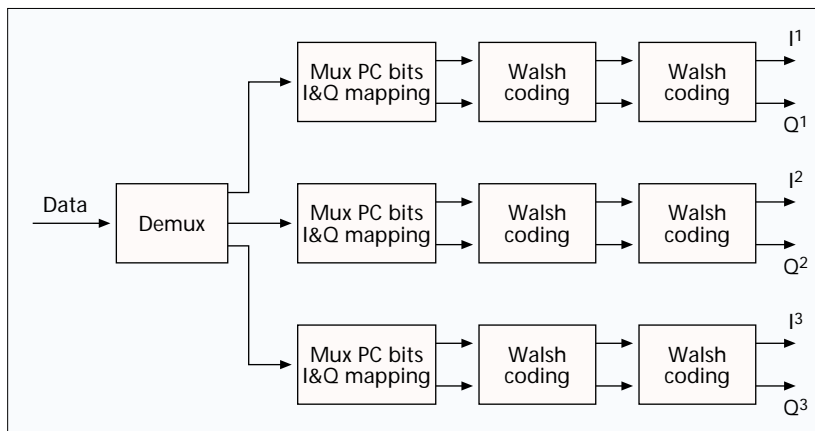 Data
Demux
Mux PC bits
I&Q mapping
Walsh
coding
Walsh
coding
I1
Q1
Mux PC bits
I&Q mapping
Walsh
coding
Walsh
coding
I2
Q2
Mux PC bits
I&Q mapping
Walsh
coding
Walsh
coding
I3
Q3